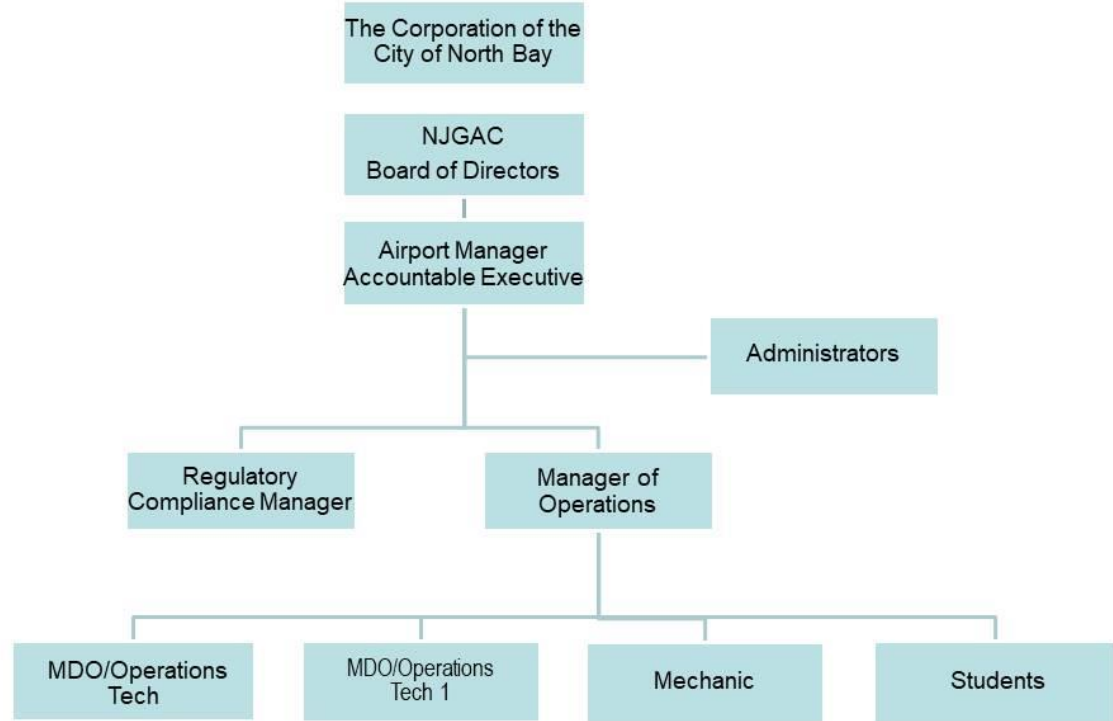 The Corporation of the
City of North Bay
NJGAC
Board of Directors
Airport Manager
Accountable Executive
Administrators
Regulatory
Compliance Manager
Manager of
Operations
MDO/Operations
Tech
MDO/Operations
Tech 1
Mechanic
Students